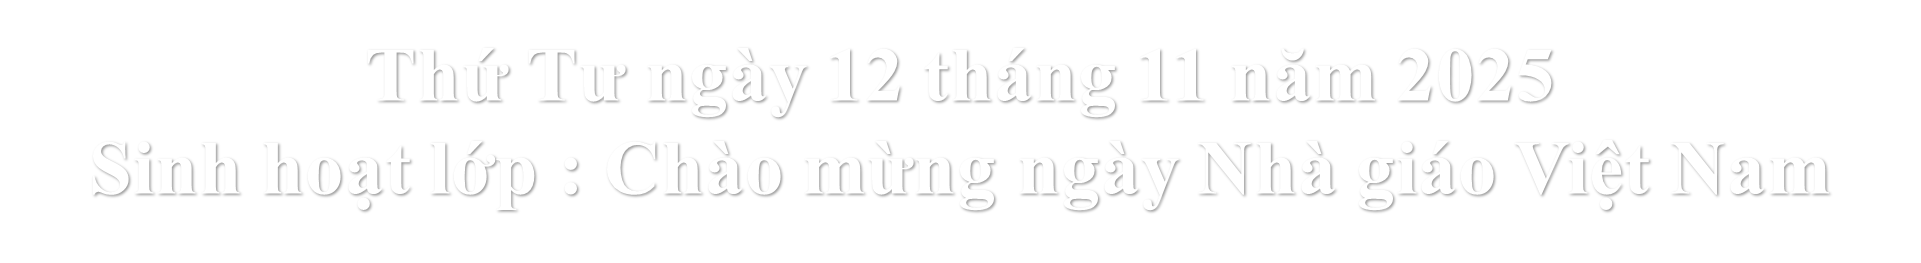 Thứ Tư ngày 12 tháng 11 năm 2025
Sinh hoạt lớp : Chào mừng ngày Nhà giáo Việt Nam